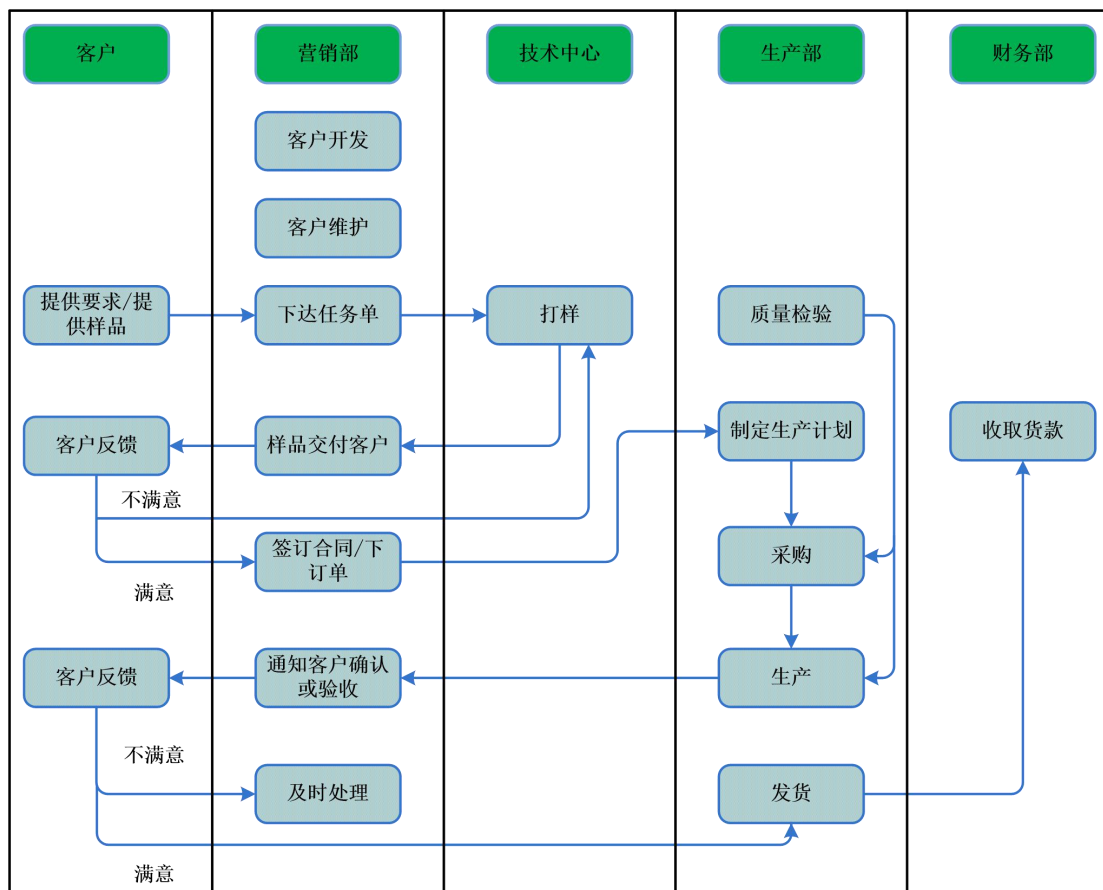 客户
营销部
技术中心
生产部
财务部
客户开发
客户维护
提供要求/提
供样品
下达任务单
打样
质量检验
客户反馈
样品交付客户
制定生产计划
收取货款
不满意
签订合同/下
订单
采购
满意
客户反馈
通知客户确认
或验收
生产
不满意
及时处理
发货
满意